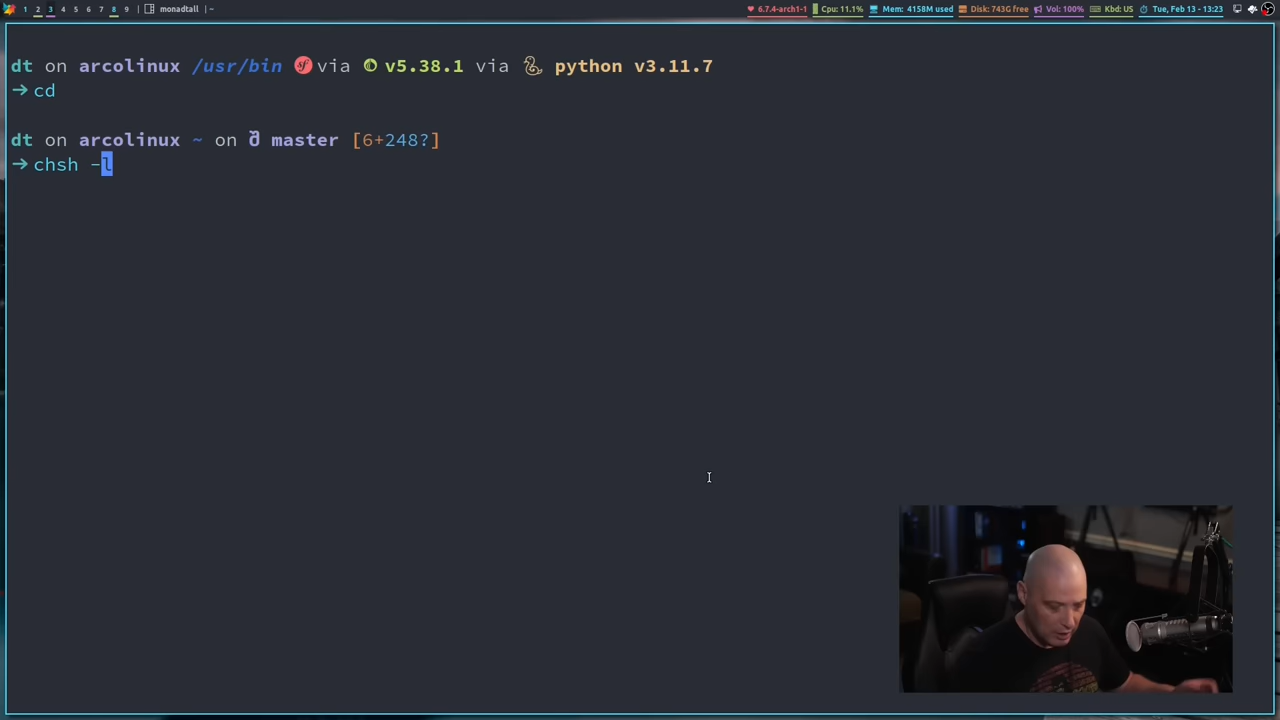 1 2 3 4 5 6 7 8 9 monadtall | ~ 6.7.4-arch1-1 Cpu: 11.1% Mem: 4158M used Disk: 743G free Vol: 100% Kbd: US Tue, Feb 13 - 13:23
dt on arcolinux /usr/bin via v5.38.1 via python v3.11.7
→ cd
dt on arcolinux ~ on master [6+248?]
→ chsh -l